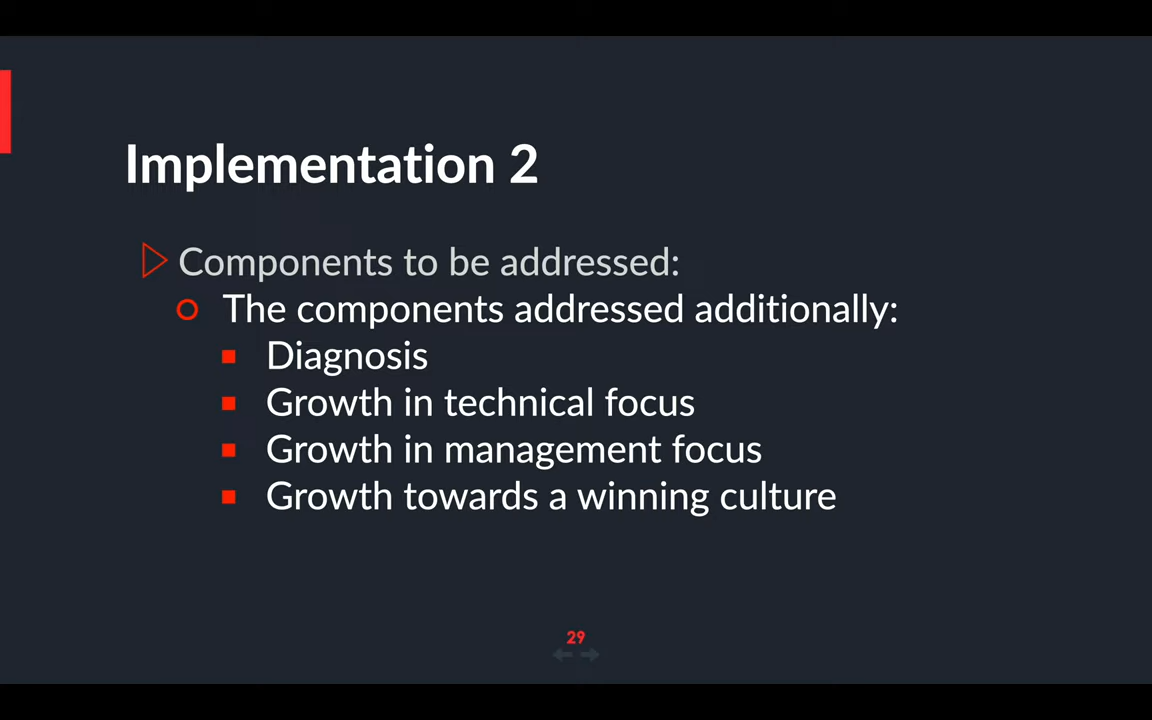 Implementation 2
Components to be addressed:
The components addressed additionally:
Diagnosis
Growth in technical focus
Growth in management focus
Growth towards a winning culture
29